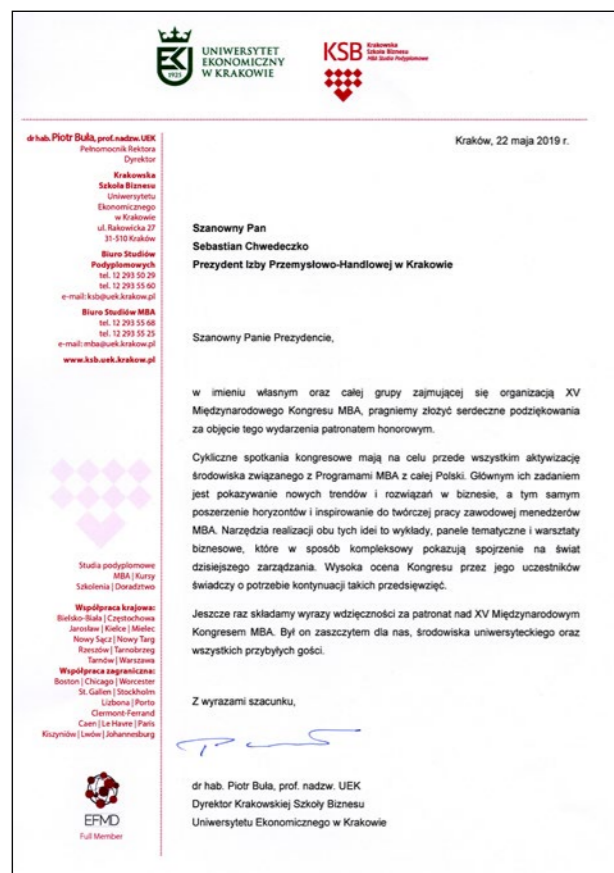 UNIWERSYTET
EKONOMICZNY
W KRAKOWIE
1925
KSB Krakowska
Szkoła Biznesu
MBA Studia Podyplomowe
dr hab. Piotr Buła, prof. nadzw. UEK
Pełnomocnik Rektora
Dyrektor
Krakowska
Szkoła Biznesu
Uniwersytetu
Ekonomicznego
w Krakowie
ul. Rakowicka 27
31-510 Kraków
Biuro Studiów
Podyplomowych
tel. 12 293 50 29
tel. 12 293 55 60
e-mail: ksb@uek.krakow.pl
Biuro Studiów MBA
tel. 12 293 55 68
tel. 12 293 55 25
e-mail: mba@uek.krakow.pl
www.ksb.uek.krakow.pl
Studia podyplomowe
MBA | Kursy
Szkolenia | Doradztwo
Współpraca krajowa:
Bielsko-Biała | Częstochowa
Jarosław | Kielce | Mielec
Nowy Sącz | Nowy Targ
Rzeszów | Tarnobrzeg
Tarnów | Warszawa
Współpraca zagraniczna:
Boston | Chicago | Worcester
St. Gallen | Stockholm
Lizbona | Porto
Clermont-Ferrand
Caen | Le Havre | Paris
Kiszyniów | Lwów | Johannesburg
EFMD
Full Member
Kraków, 22 maja 2019 r.
Szanowny Pan
Sebastian Chwedeczko
Prezydent Izby Przemysłowo-Handlowej w Krakowie
Szanowny Panie Prezydencie,
w imieniu własnym oraz całej grupy zajmującej się organizacją XV
Międzynarodowego Kongresu MBA, pragniemy złożyć serdeczne podziękowania
za objęcie tego wydarzenia patronatem honorowym.
Cykliczne spotkania kongresowe mają na celu przede wszystkim aktywizację
środowiska związanego z Programami MBA z całej Polski. Głównym ich zadaniem
jest pokazywanie nowych trendów i rozwiązań w biznesie, a tym samym
poszerzenie horyzontów i inspirowanie do twórczej pracy zawodowej menedżerów
MBA. Narzędzia realizacji obu tych idei to wykłady, panele tematyczne i warsztaty
biznesowe, które w sposób kompleksowy pokazują spojrzenie na świat
dzisiejszego zarządzania. Wysoka ocena Kongresu przez jego uczestników
świadczy o potrzebie kontynuacji takich przedsięwzięć.
Jeszcze raz składamy wyrazy wdzięczności za patronat nad XV Międzynarodowym
Kongresem MBA. Był on zaszczytem dla nas, środowiska uniwersyteckiego oraz
wszystkich przybyłych gości.
Z wyrazami szacunku,
dr hab. Piotr Buła, prof. nadzw. UEK
Dyrektor Krakowskiej Szkoły Biznesu
Uniwersytetu Ekonomicznego w Krakowie